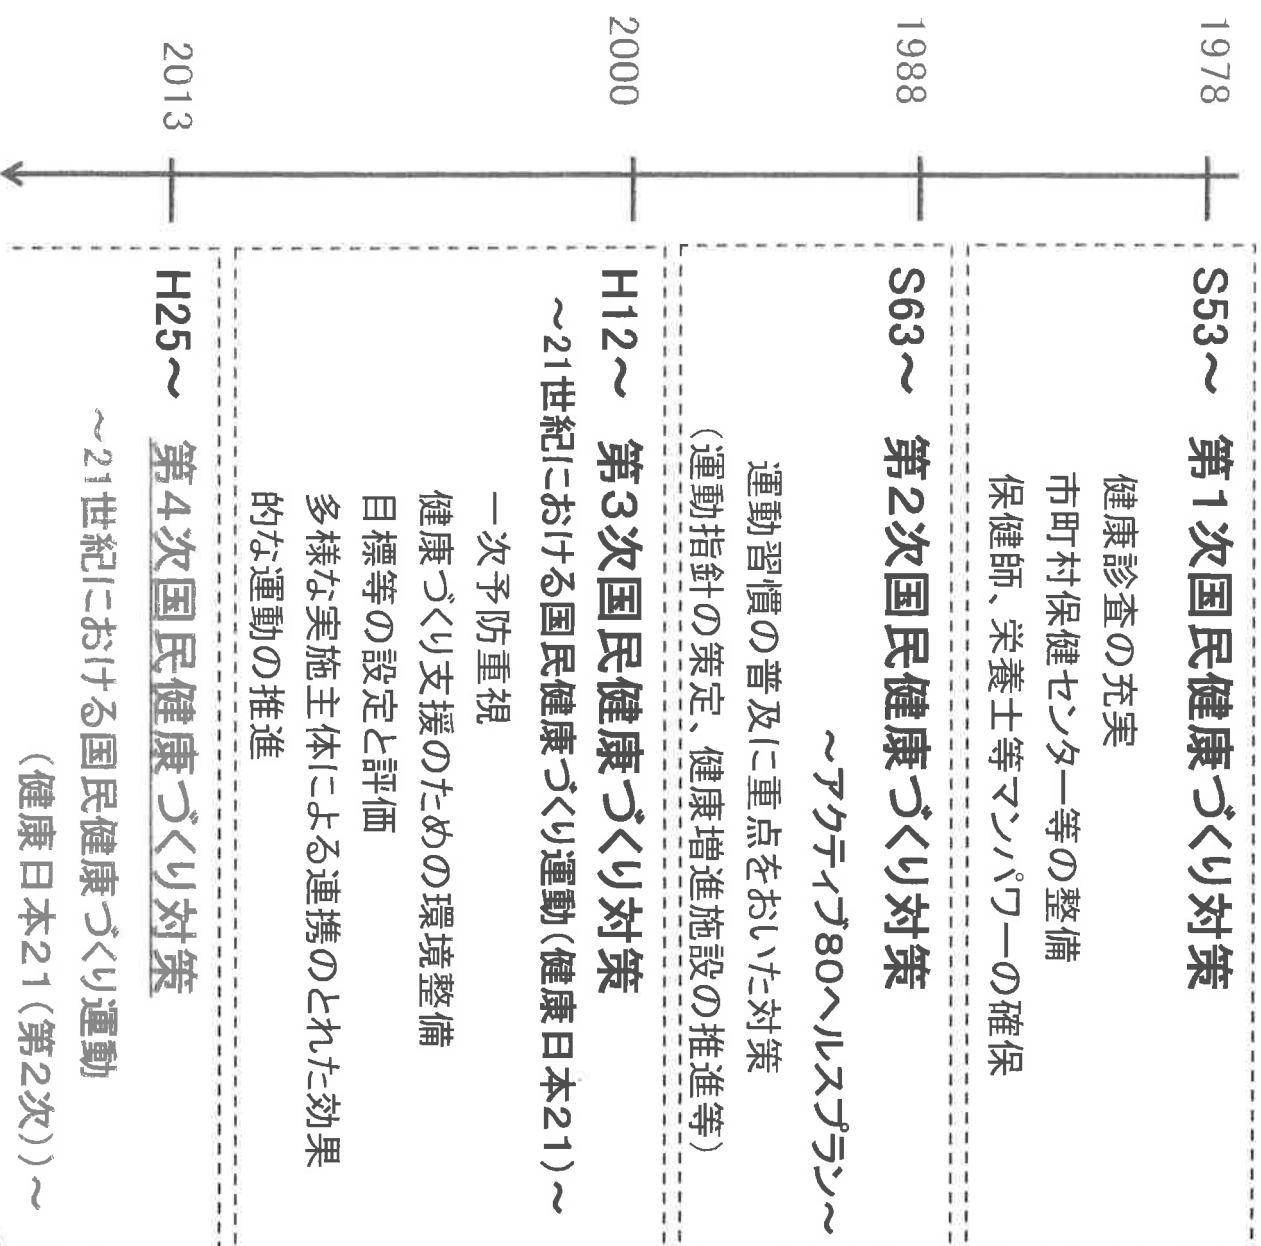 1978
S53～ 第１次国民健康づくり対策
健康診査の充実
市町村保健センター等の整備
保健師、栄養士等マンパワーの確保
1988
S63～ 第２次国民健康づくり対策
～アクティブ８０ヘルスプラン～
運動習慣の普及に重点をおいた対策
（運動指針の策定、健康増進施設の推進等）
2000
H12～ 第３次国民健康づくり対策
～21世紀における国民健康づくり運動（健康日本２１）～
一次予防重視
健康づくり支援のための環境整備
目標等の設定と評価
多様な実施主体による連携のとれた効果
的な運動の推進
2013
H25～ 第４次国民健康づくり対策
～21世紀における国民健康づくり運動
（健康日本２１（第２次））～